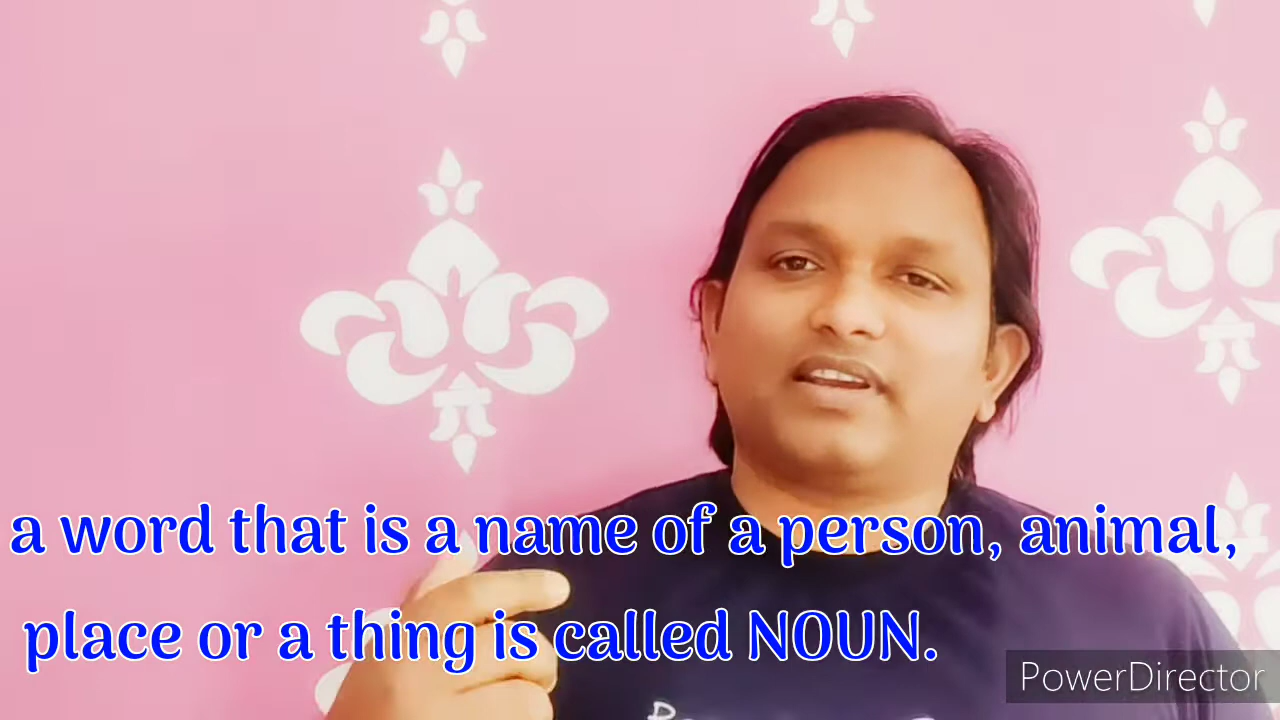 a word that is a name of a person, animal,
place or a thing is called NOUN.
PowerDirector